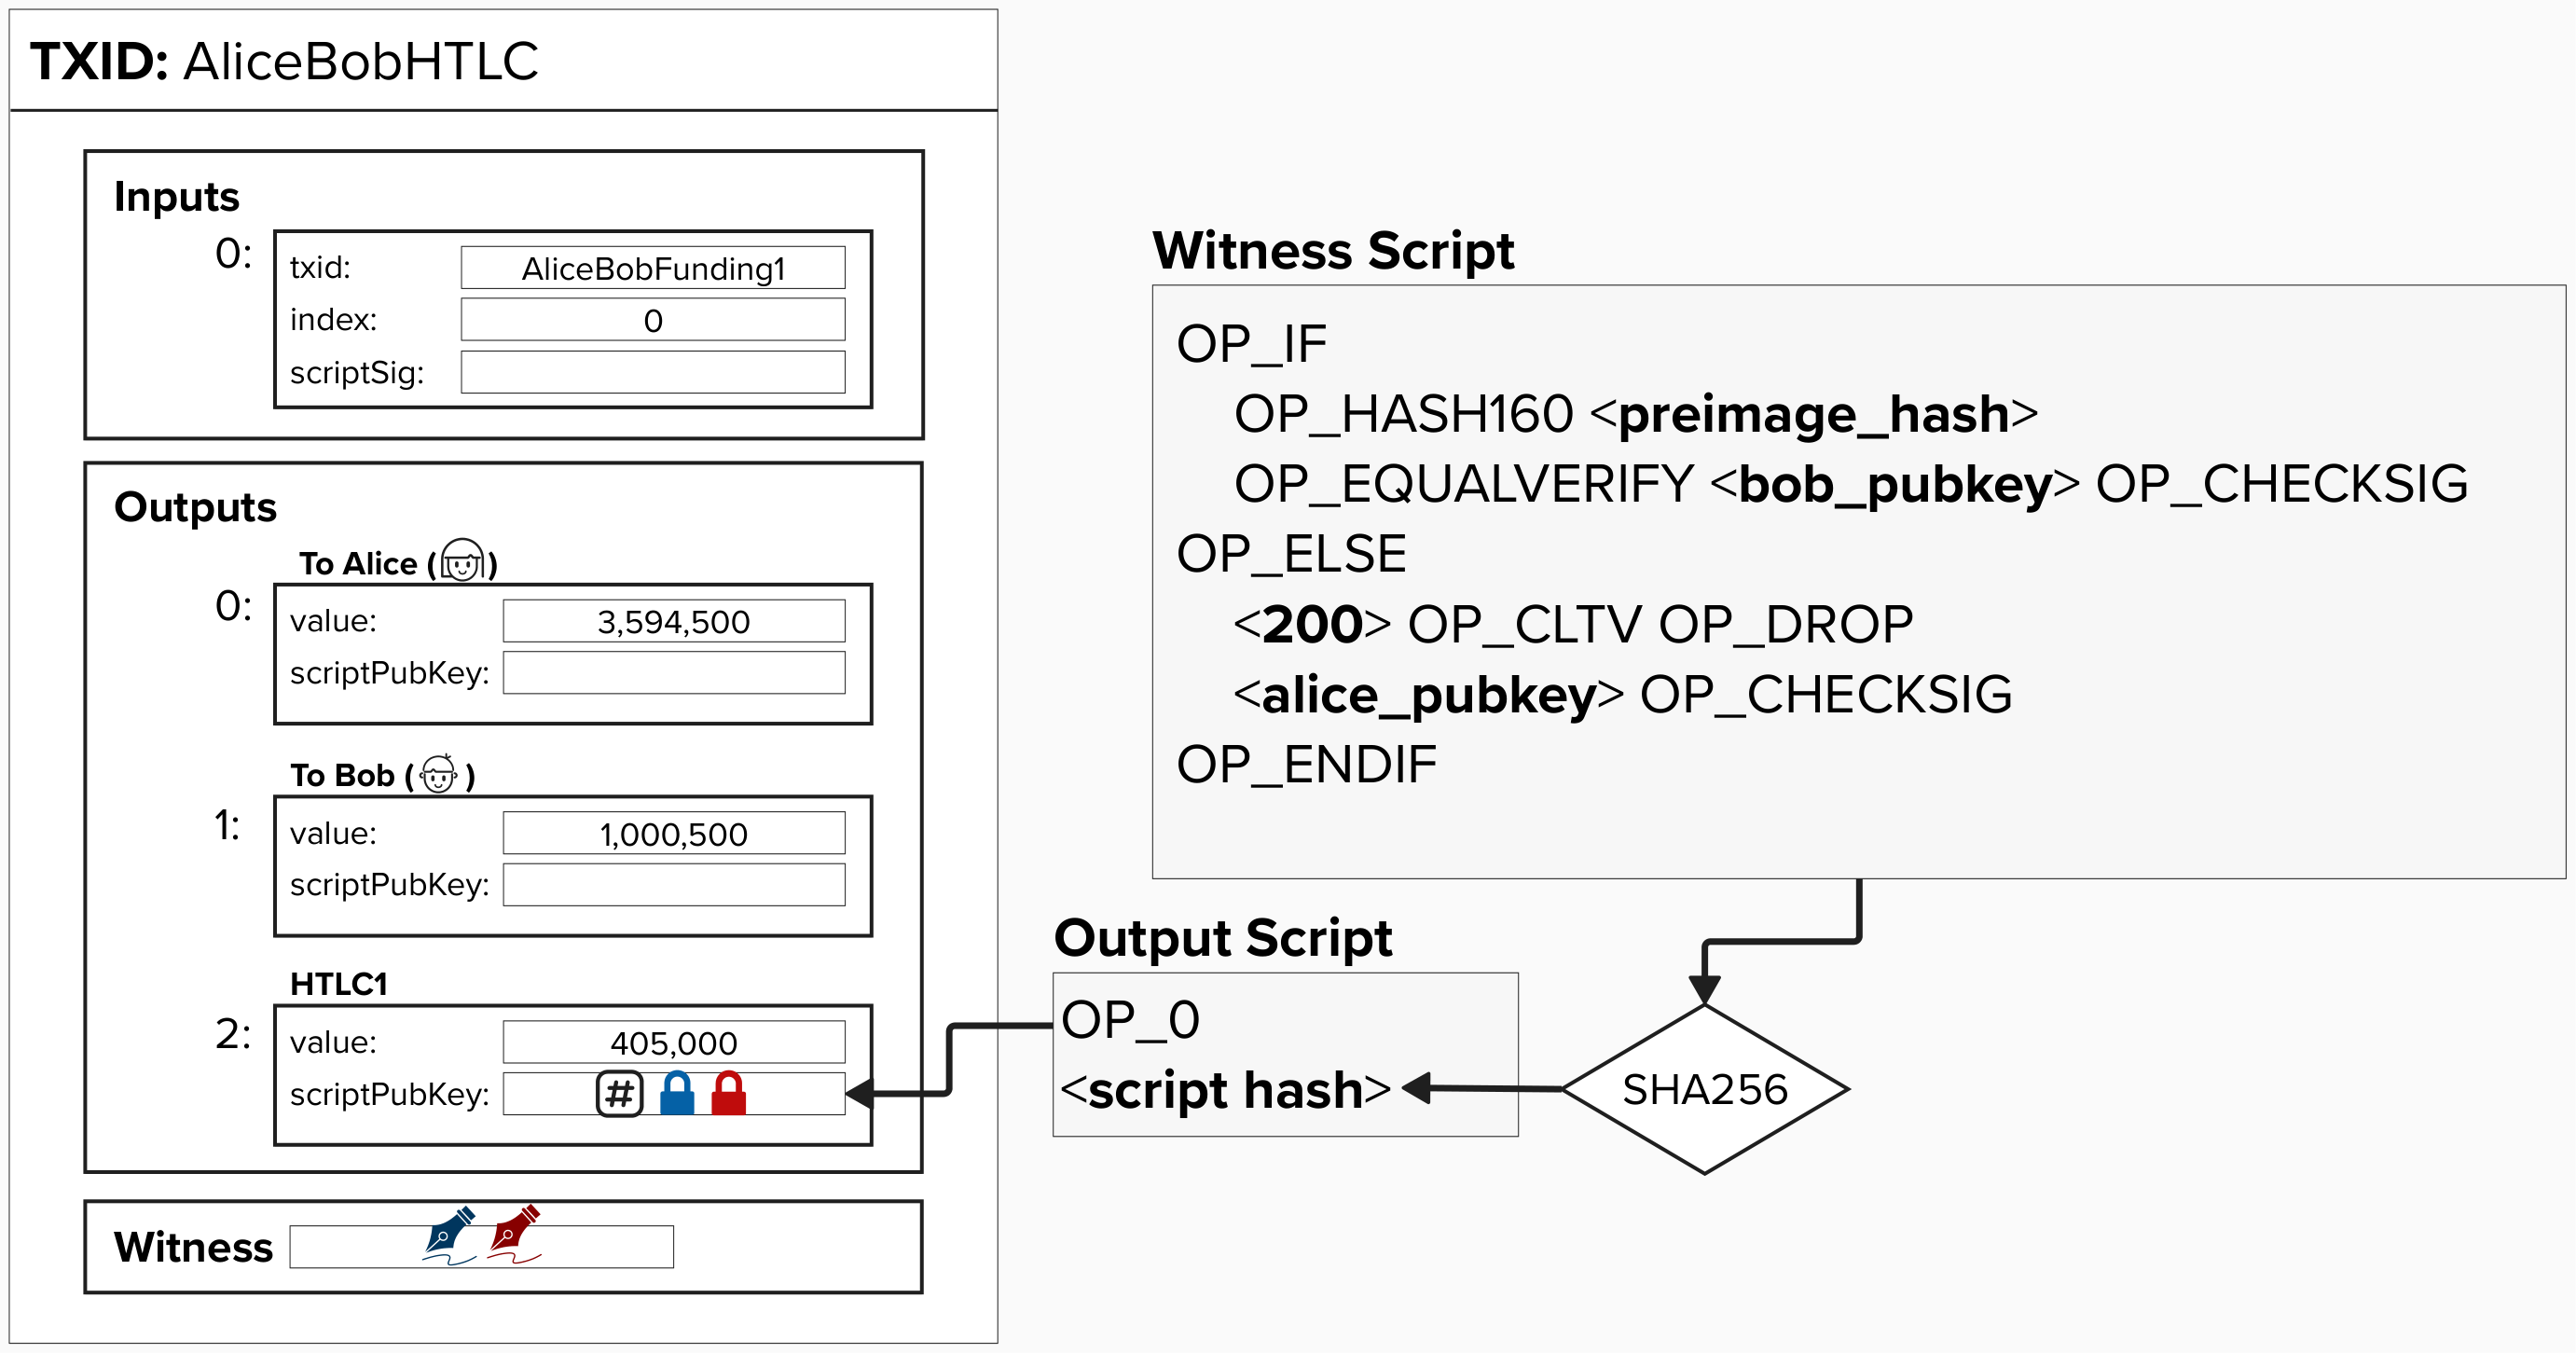 TXID: AliceBobHTLC
Inputs
0:
txid: AliceBobFunding1
index: 0
scriptSig:
Outputs
To Alice ( )
0:
value: 3,594,500
scriptPubKey:
To Bob ( )
1:
value: 1,000,500
scriptPubKey:
HTLC1
2:
value: 405,000
scriptPubKey: #
Witness
Witness Script
OP_IF
OP_HASH160 <preimage_hash>
OP_EQUALVERIFY <bob_pubkey> OP_CHECKSIG
OP_ELSE
<200> OP_CLTV OP_DROP
<alice_pubkey> OP_CHECKSIG
OP_ENDIF
Output Script
OP_0
<script hash>
SHA256